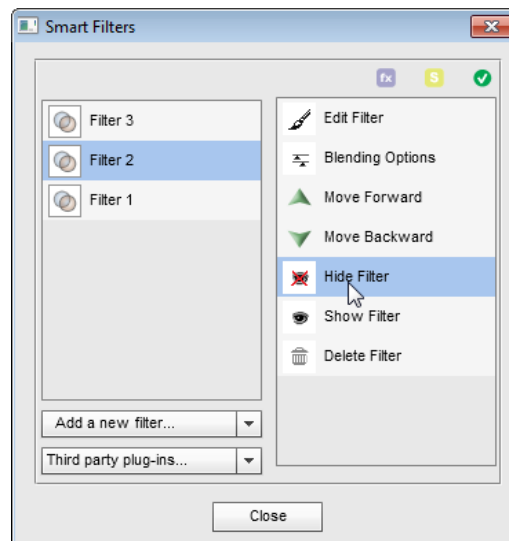 Smart Filters
fx
S
Filter 3
Filter 2
Filter 1
Edit Filter
Blending Options
Move Forward
Move Backward
Hide Filter
Show Filter
Delete Filter
Add a new filter...
Third party plug-ins...
Close